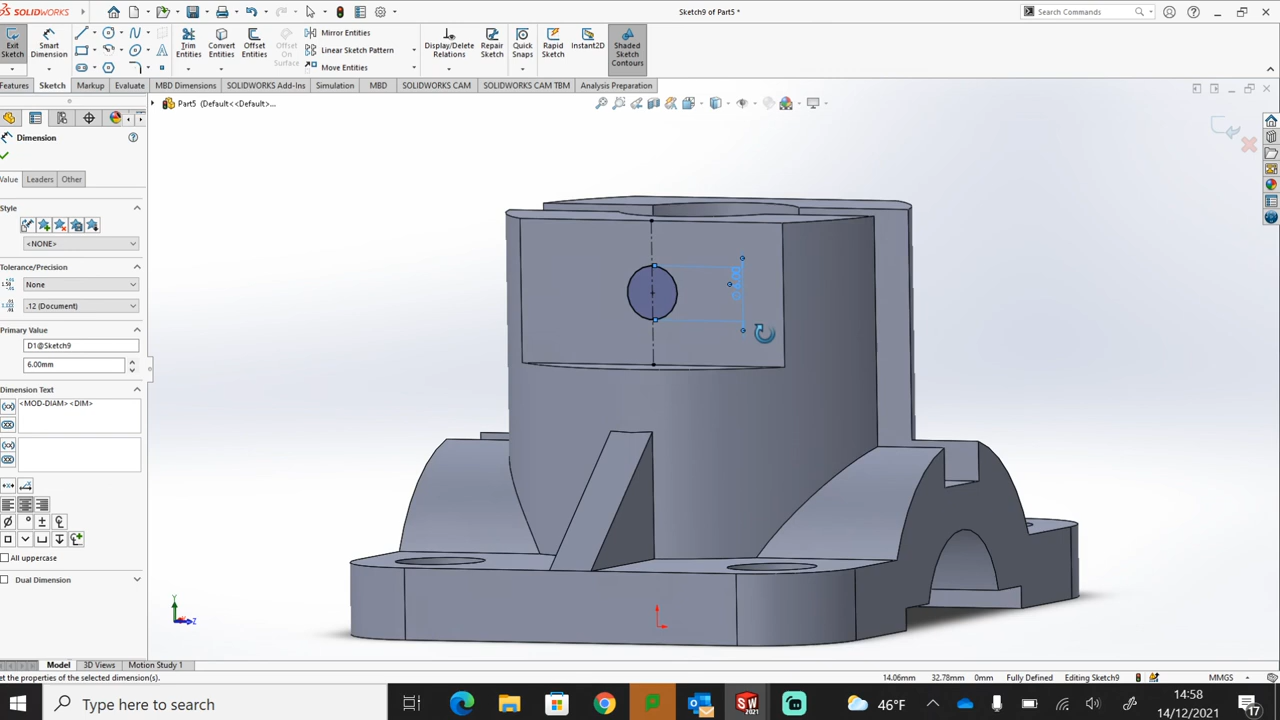 SOLIDWORKS
Sketch9 of Part5 *
Search Commands
Exit
Sketch
Smart
Dimension
Trim
Entities
Convert
Entities
Offset
Entities
Offset
On
Surface
Mirror Entities
Linear Sketch Pattern
Move Entities
Display/Delete
Relations
Repair
Sketch
Quick
Snaps
Rapid
Sketch
Instant2D
Shaded
Sketch
Contours
Features
Sketch
Markup
Evaluate
MBD Dimensions
SOLIDWORKS Add-Ins
Simulation
MBD
SOLIDWORKS CAM
SOLIDWORKS CAM TBM
Analysis Preparation
Part5 (Default<<Default>...
Dimension
Value
Leaders
Other
Style
<NONE>
Tolerance/Precision
None
.12 (Document)
Primary Value
D1@Sketch9
6.00mm
Dimension Text
<MOD-DIAM> <DIM>
All uppercase
Dual Dimension
Y
Z
Model
3D Views
Motion Study 1
et the properties of the selected dimension(s).
14.06mm
32.78mm
0mm
Fully Defined
Editing Sketch9
MMGS
Type here to search
46°F
14:58
14/12/2021
17